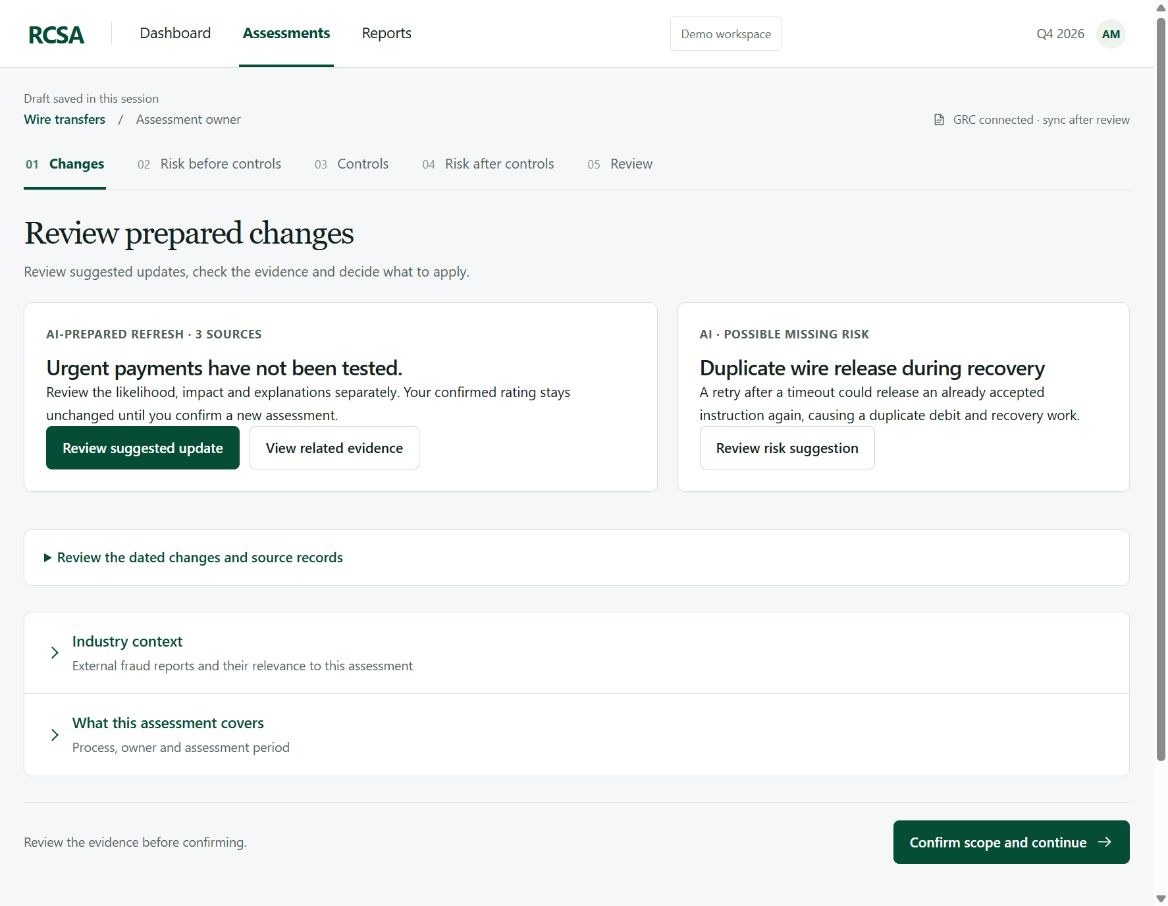 RCSA
Dashboard
Assessments
Reports
Demo workspace
Q4 2026
AM
Draft saved in this session
Wire transfers / Assessment owner
GRC connected · sync after review
01 Changes
02 Risk before controls
03 Controls
04 Risk after controls
05 Review
Review prepared changes
Review suggested updates, check the evidence and decide what to apply.
AI-PREPARED REFRESH · 3 SOURCES
Urgent payments have not been tested.
Review the likelihood, impact and explanations separately. Your confirmed rating stays
unchanged until you confirm a new assessment.
Review suggested update
View related evidence
AI · POSSIBLE MISSING RISK
Duplicate wire release during recovery
A retry after a timeout could release an already accepted
instruction again, causing a duplicate debit and recovery work.
Review risk suggestion
Review the dated changes and source records
Industry context
External fraud reports and their relevance to this assessment
What this assessment covers
Process, owner and assessment period
Review the evidence before confirming.
Confirm scope and continue →